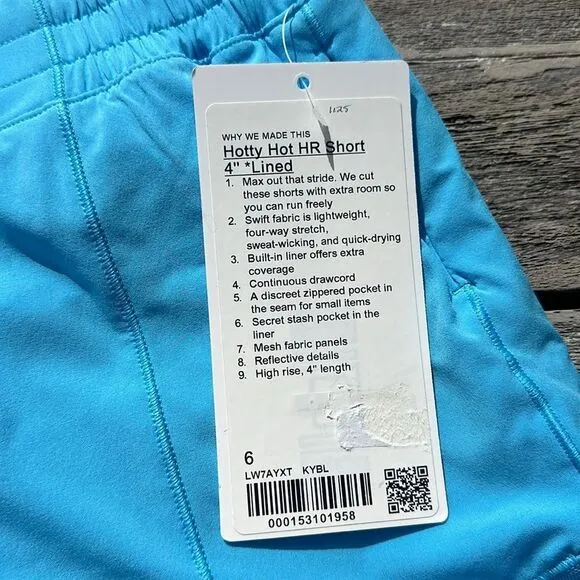 1125
WHY WE MADE THIS
Hotty Hot HR Short
4" *Lined
1. Max out that stride. We cut
these shorts with extra room so
you can run freely
2. Swift fabric is lightweight,
four-way stretch,
sweat-wicking, and quick-drying
3. Built-in liner offers extra
coverage
4. Continuous drawcord
5. A discreet zippered pocket in
the seam for small items
6. Secret stash pocket in the
liner
7. Mesh fabric panels
8. Reflective details
9. High rise, 4" length
6
LW7AYXT KYBL
000153101958